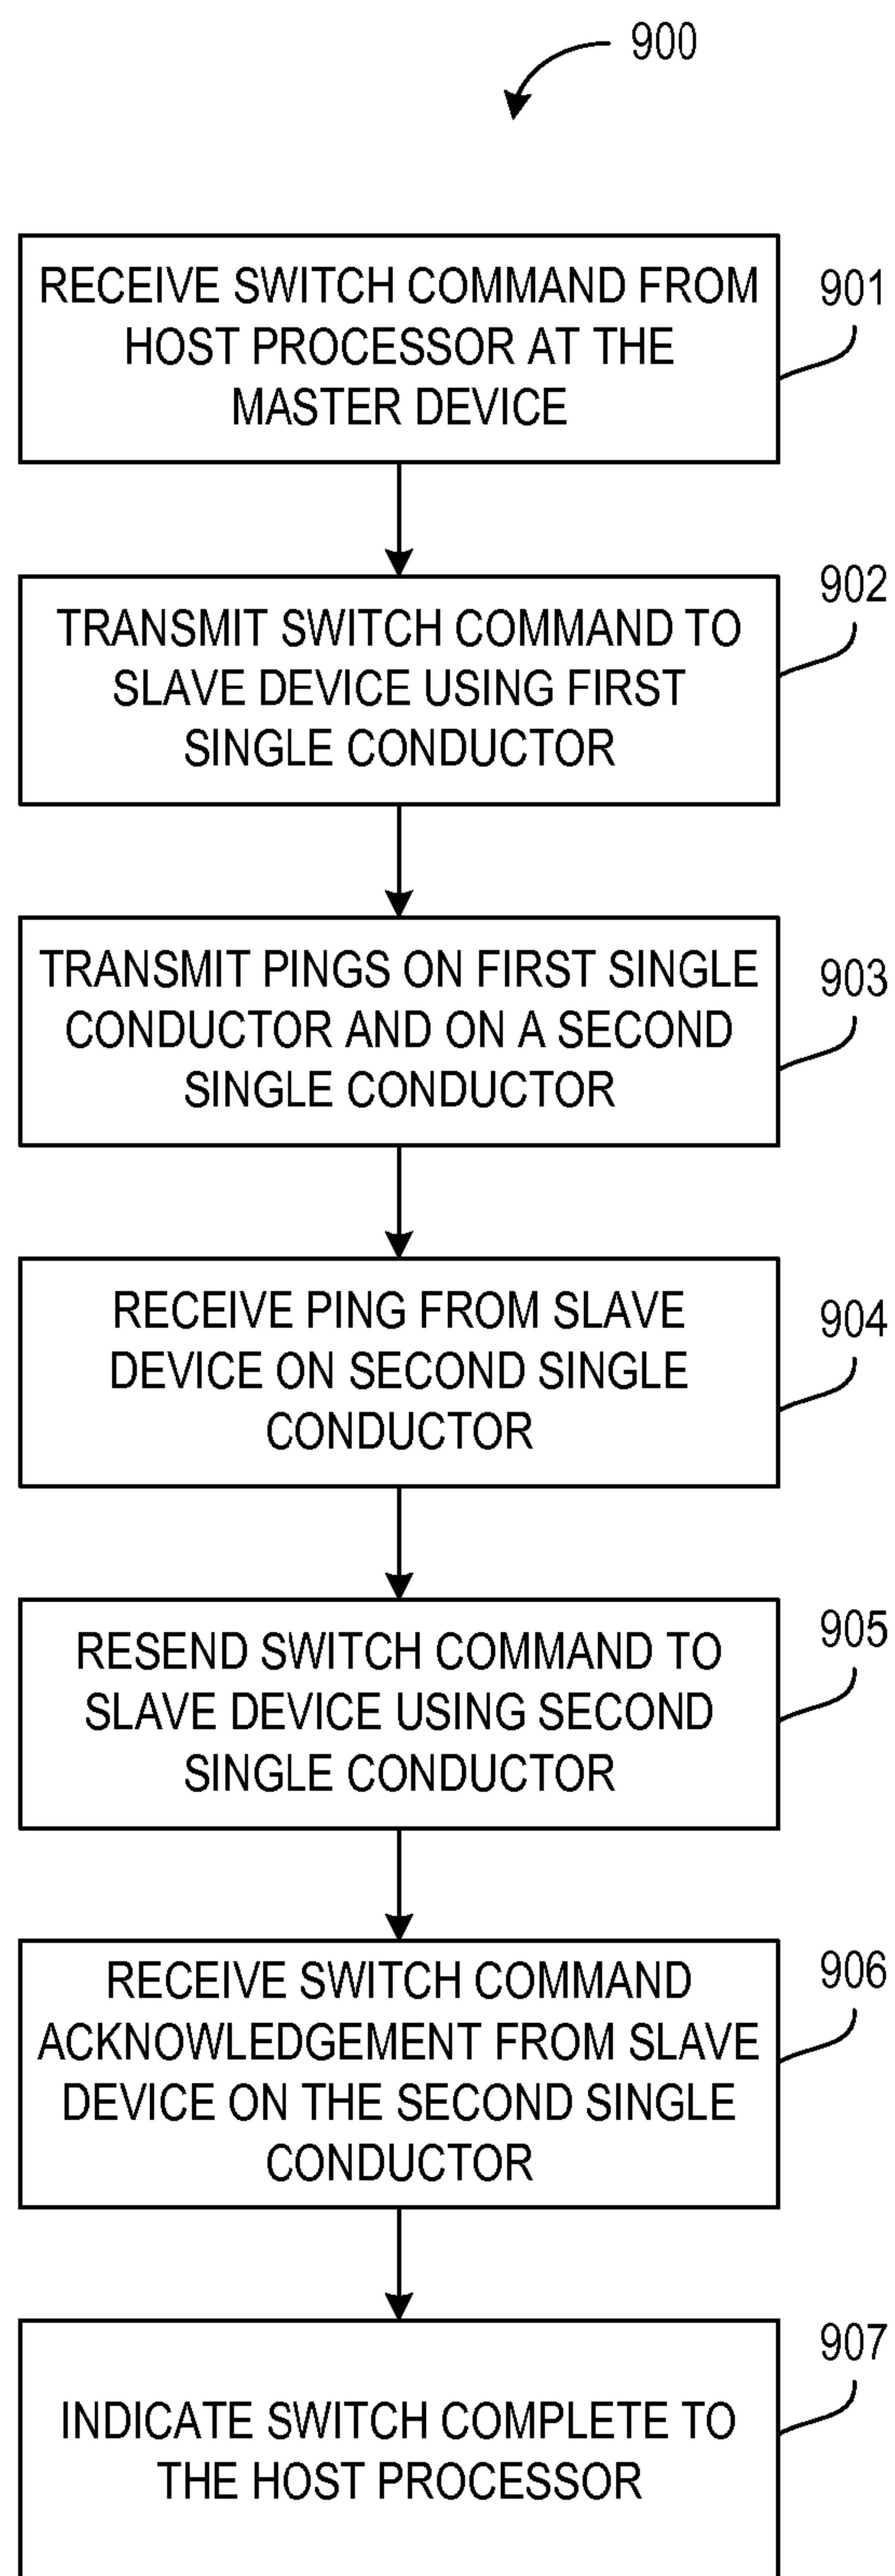 900
RECEIVE SWITCH COMMAND FROM
HOST PROCESSOR AT THE
MASTER DEVICE
901
TRANSMIT SWITCH COMMAND TO
SLAVE DEVICE USING FIRST
SINGLE CONDUCTOR
902
TRANSMIT PINGS ON FIRST SINGLE
CONDUCTOR AND ON A SECOND
SINGLE CONDUCTOR
903
RECEIVE PING FROM SLAVE
DEVICE ON SECOND SINGLE
CONDUCTOR
904
RESEND SWITCH COMMAND TO
SLAVE DEVICE USING SECOND
SINGLE CONDUCTOR
905
RECEIVE SWITCH COMMAND
ACKNOWLEDGEMENT FROM SLAVE
DEVICE ON THE SECOND SINGLE
CONDUCTOR
906
INDICATE SWITCH COMPLETE TO
THE HOST PROCESSOR
907